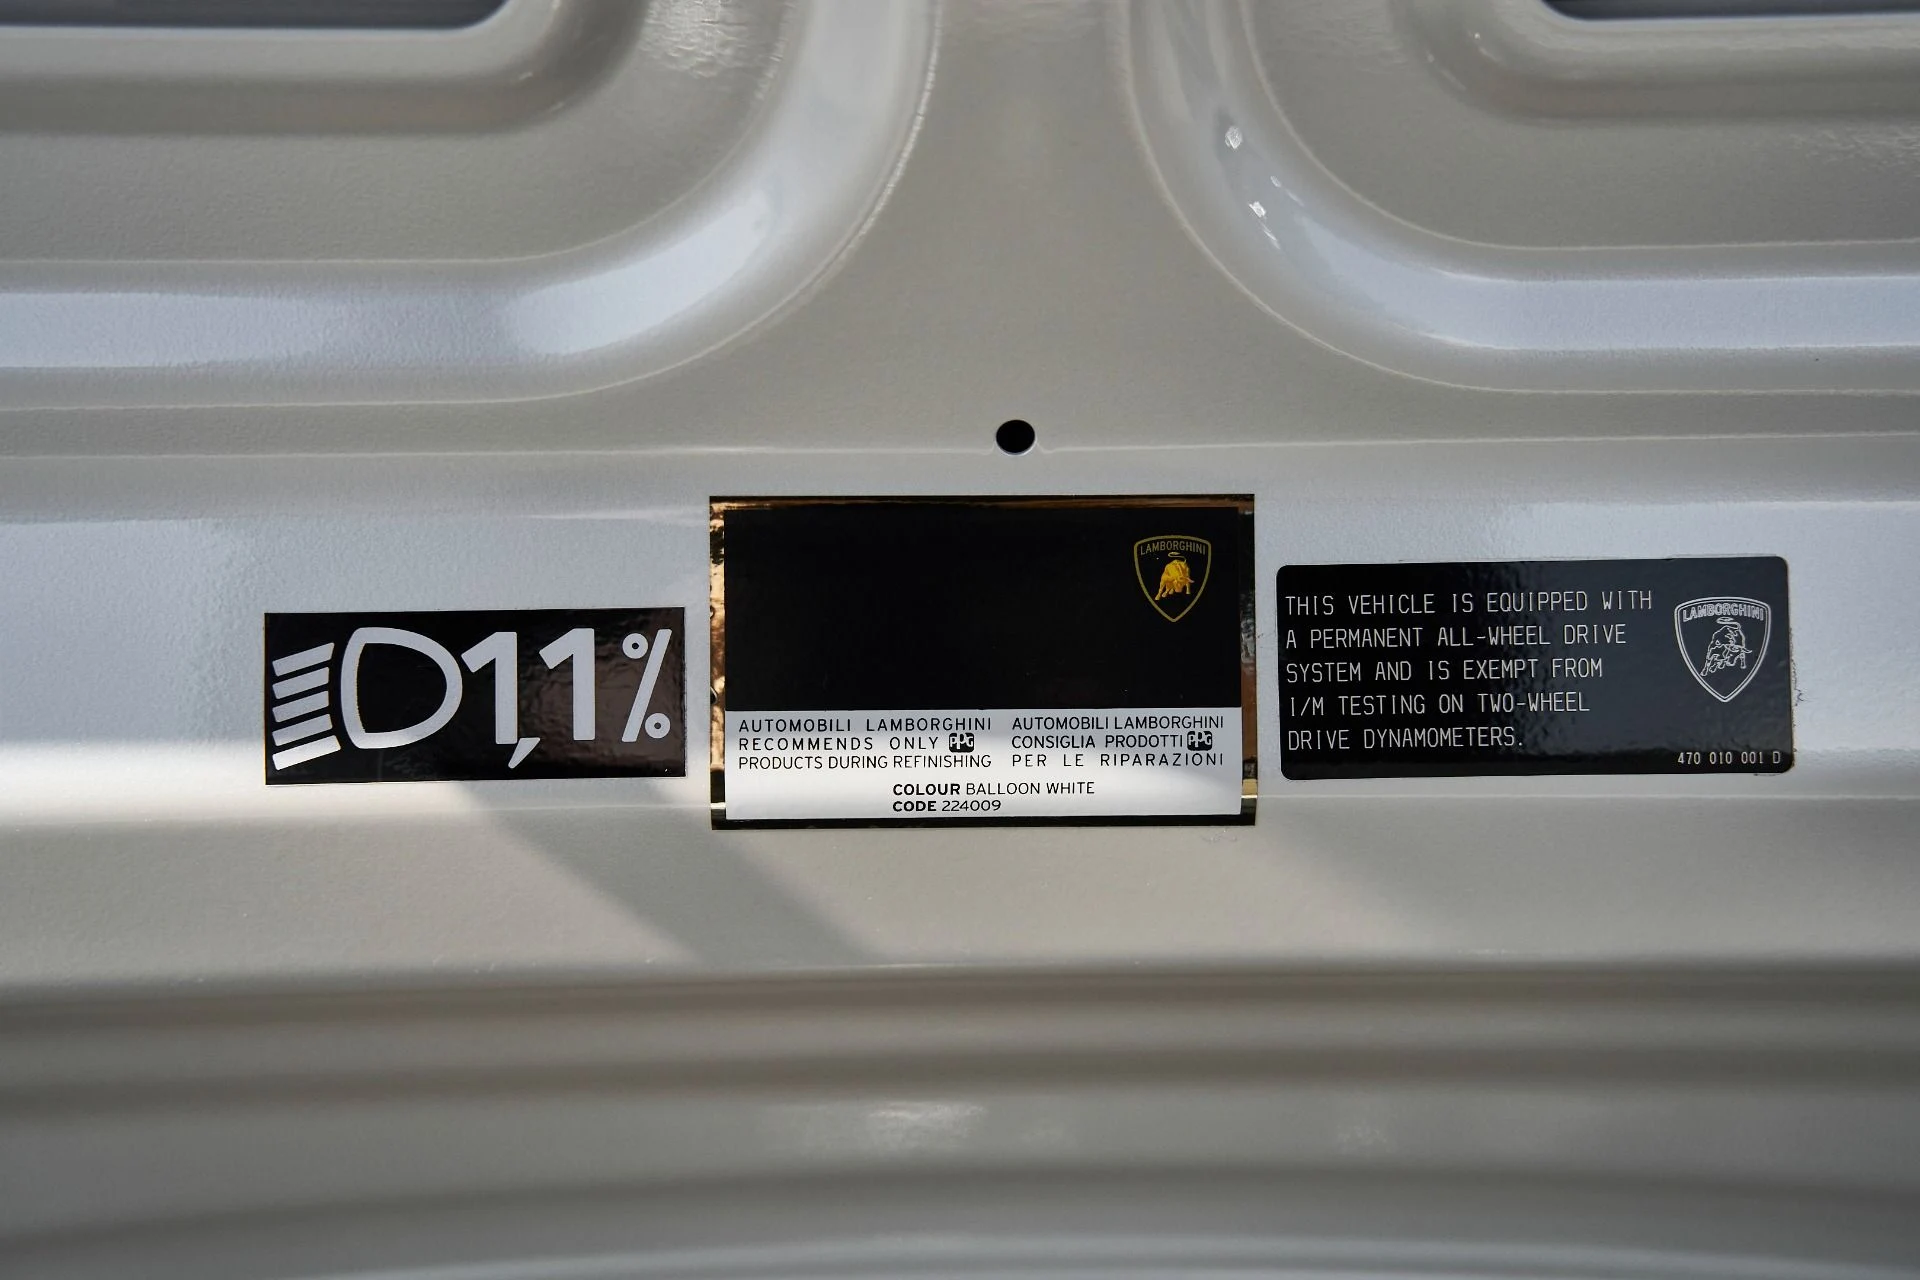 1,1%
LAMBORGHINI
AUTOMOBILI LAMBORGHINI
RECOMMENDS ONLY PPG
PRODUCTS DURING REFINISHING
AUTOMOBILI LAMBORGHINI
CONSIGLIA PRODOTTI PPG
PER LE RIPARAZIONI
COLOUR BALLOON WHITE
CODE 224009
THIS VEHICLE IS EQUIPPED WITH
A PERMANENT ALL-WHEEL DRIVE
SYSTEM AND IS EXEMPT FROM
I/M TESTING ON TWO-WHEEL
DRIVE DYNAMOMETERS.
LAMBORGHINI
470 010 001 D